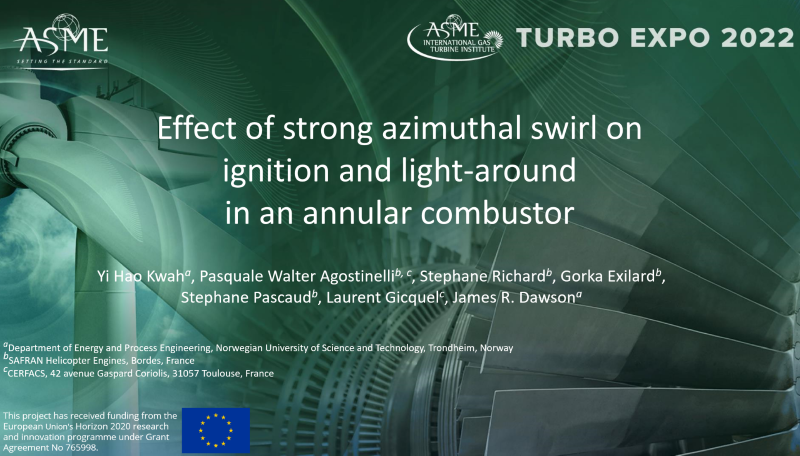 ASME
SETTING THE STANDARD
ASME
INTERNATIONAL GAS
TURBINE INSTITUTE
TURBO EXPO 2022
Effect of strong azimuthal swirl on
ignition and light-around
in an annular combustor
Yi Hao Kwahᵃ, Pasquale Walter Agostinelliᵇ, ᶜ, Stephane Richardᵇ, Gorka Exilardᵇ,
Stephane Pascaudᵇ, Laurent Gicquelᶜ, James R. Dawsonᵃ
ᵃDepartment of Energy and Process Engineering, Norwegian University of Science and Technology, Trondheim, Norway
ᵇSAFRAN Helicopter Engines, Bordes, France
ᶜCERFACS, 42 avenue Gaspard Coriolis, 31057 Toulouse, France
This project has received funding from the
European Union's Horizon 2020 research
and innovation programme under Grant
Agreement No 765998.